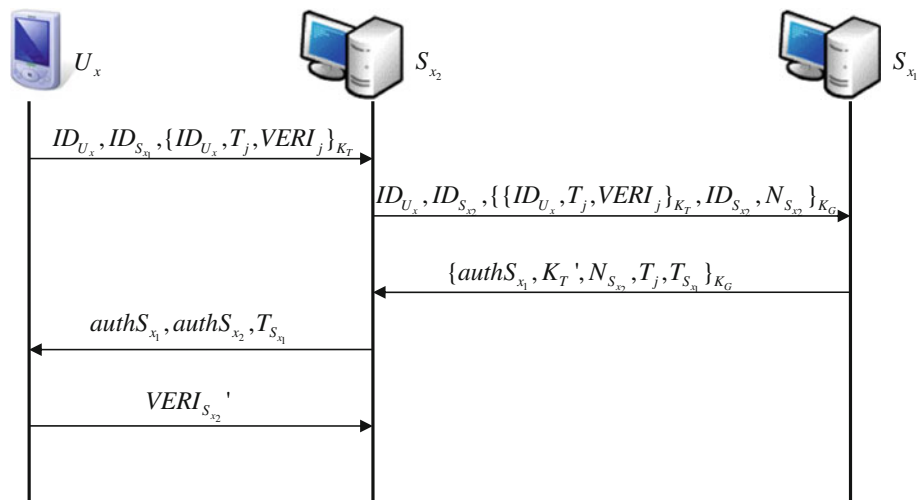 U_x
S_{x_2}
S_{x_1}
ID_{U_x}, ID_{S_{x_1}}, {ID_{U_x}, T_j, VERI_j}_{K_T}
ID_{U_x}, ID_{S_{x_2}}, {{ID_{U_x}, T_j, VERI_j}_{K_T}, ID_{S_{x_2}}, N_{S_{x_2}}}_{K_G}
{authS_{x_1}, K_T', N_{S_{x_2}}, T_j, T_{S_{x_1}}}_{K_G}
authS_{x_1}, authS_{x_2}, T_{S_{x_1}}
VERI_{S_{x_2}}'